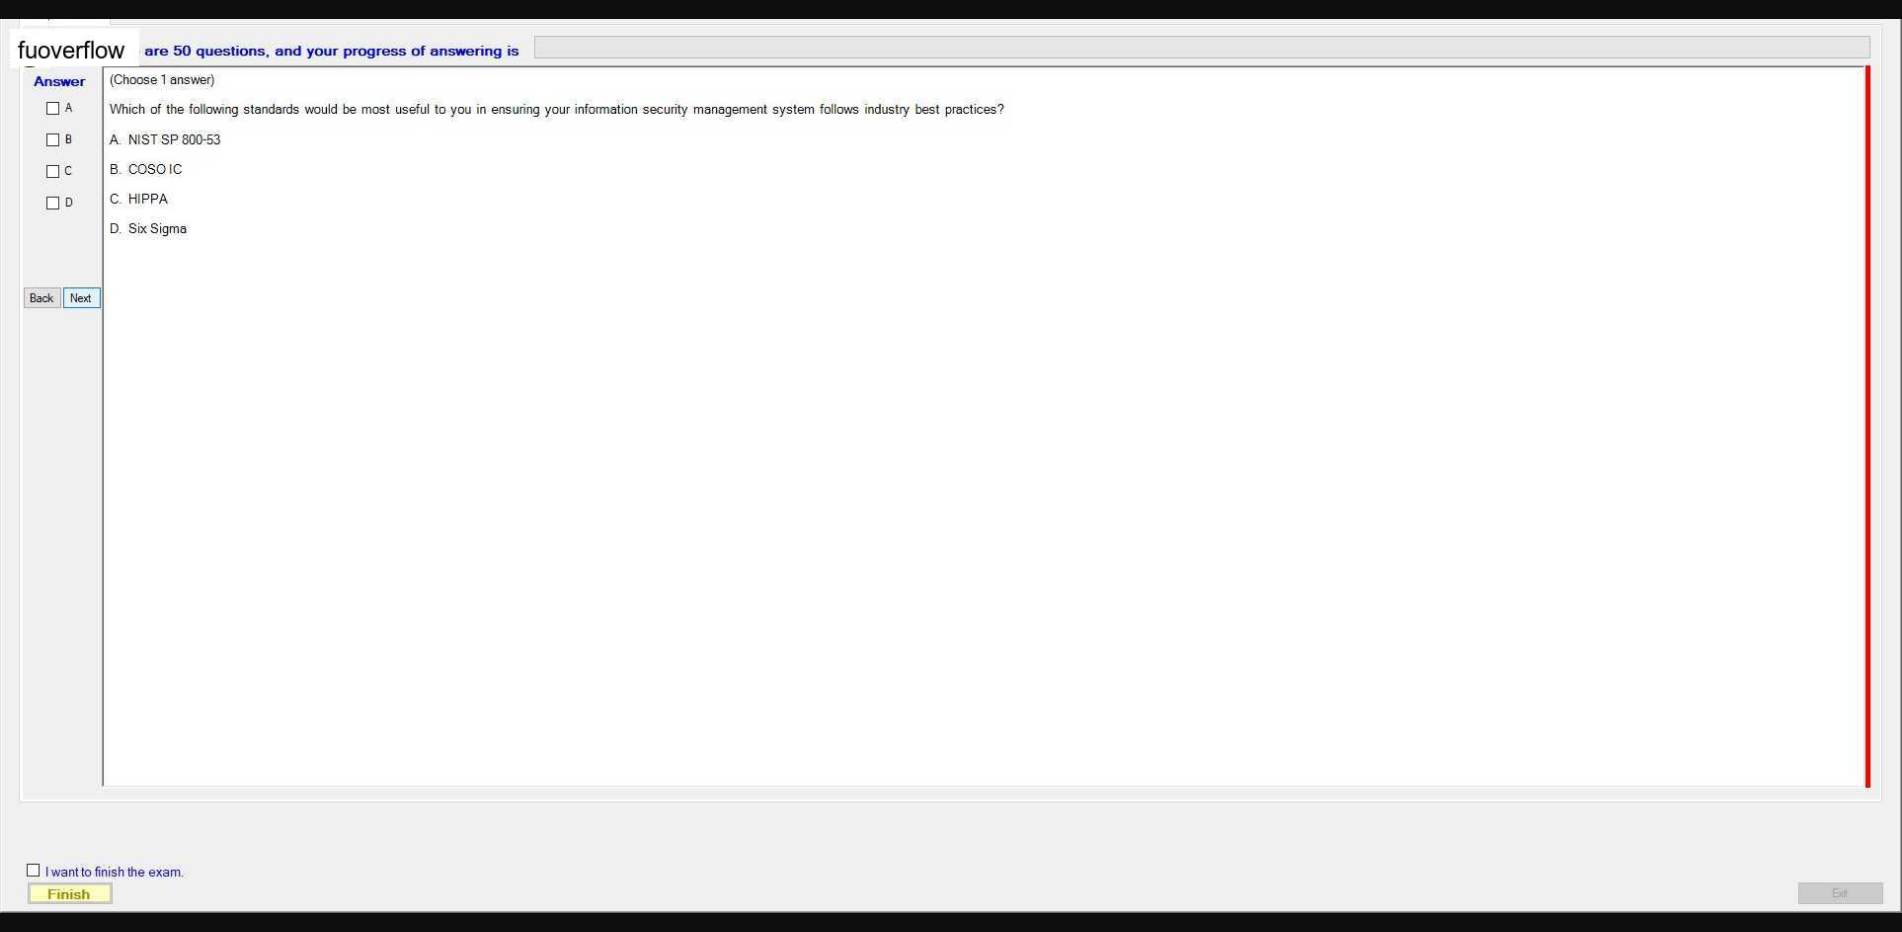 fuoverflow are 50 questions, and your progress of answering is
Answer
(Choose 1 answer)
A
Which of the following standards would be most useful to you in ensuring your information security management system follows industry best practices?
B
A. NIST SP 800-53
C
B. COSO IC
D
C. HIPPA
D. Six Sigma
Back Next
I want to finish the exam.
Finish
Exit